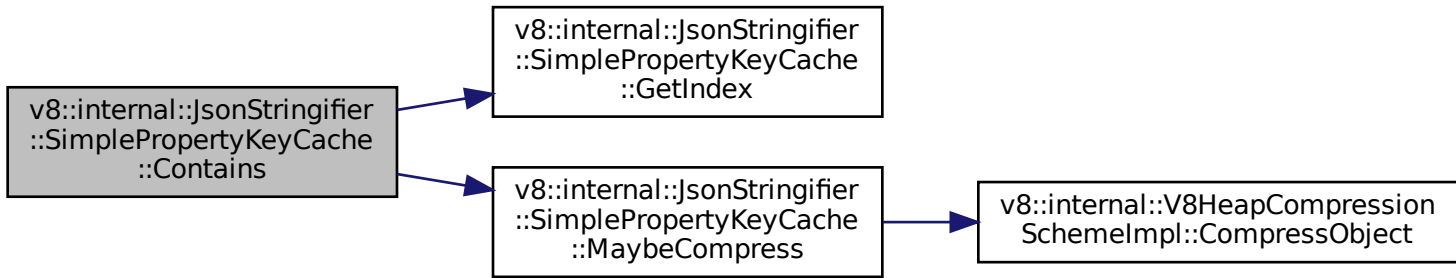 v8::internal::JsonStringifier
::SimplePropertyKeyCache
::Contains
v8::internal::JsonStringifier
::SimplePropertyKeyCache
::GetIndex
v8::internal::JsonStringifier
::SimplePropertyKeyCache
::MaybeCompress
v8::internal::V8HeapCompression
SchemeImpl::CompressObject